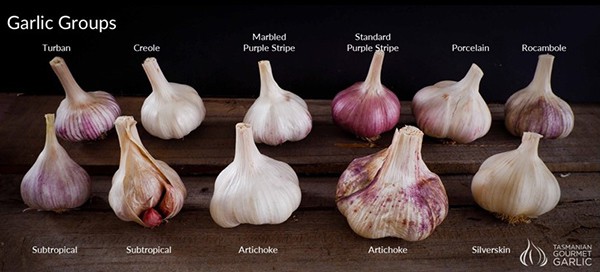 Garlic Groups
Turban
Creole
Marbled
Purple Stripe
Standard
Purple Stripe
Porcelain
Rocambole
Subtropical
Subtropical
Artichoke
Artichoke
Silverskin
TASMANIAN
GOURMET
GARLIC